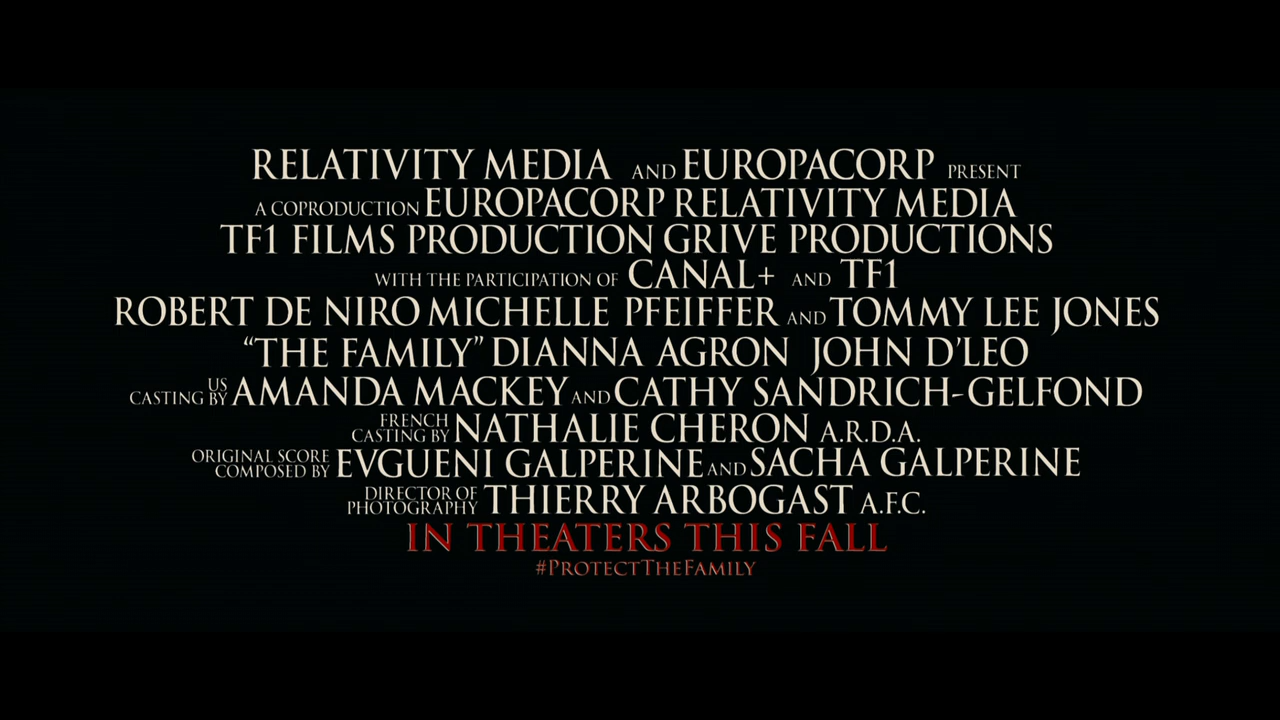 RELATIVITY MEDIA AND EUROPACORP PRESENT
A COPRODUCTION EUROPACORP RELATIVITY MEDIA
TF1 FILMS PRODUCTION GRIVE PRODUCTIONS
WITH THE PARTICIPATION OF CANAL+ AND TF1
ROBERT DE NIRO MICHELLE PFEIFFER AND TOMMY LEE JONES
“THE FAMILY” DIANNA AGRON JOHN D'LEO
US CASTING BY AMANDA MACKEY AND CATHY SANDRICH-GELFOND
FRENCH CASTING BY NATHALIE CHERON A.R.D.A.
ORIGINAL SCORE COMPOSED BY EVGUENI GALPERINE AND SACHA GALPERINE
DIRECTOR OF PHOTOGRAPHY THIERRY ARBOGAST A.F.C.
IN THEATERS THIS FALL
#PROTECTTHEFAMILY